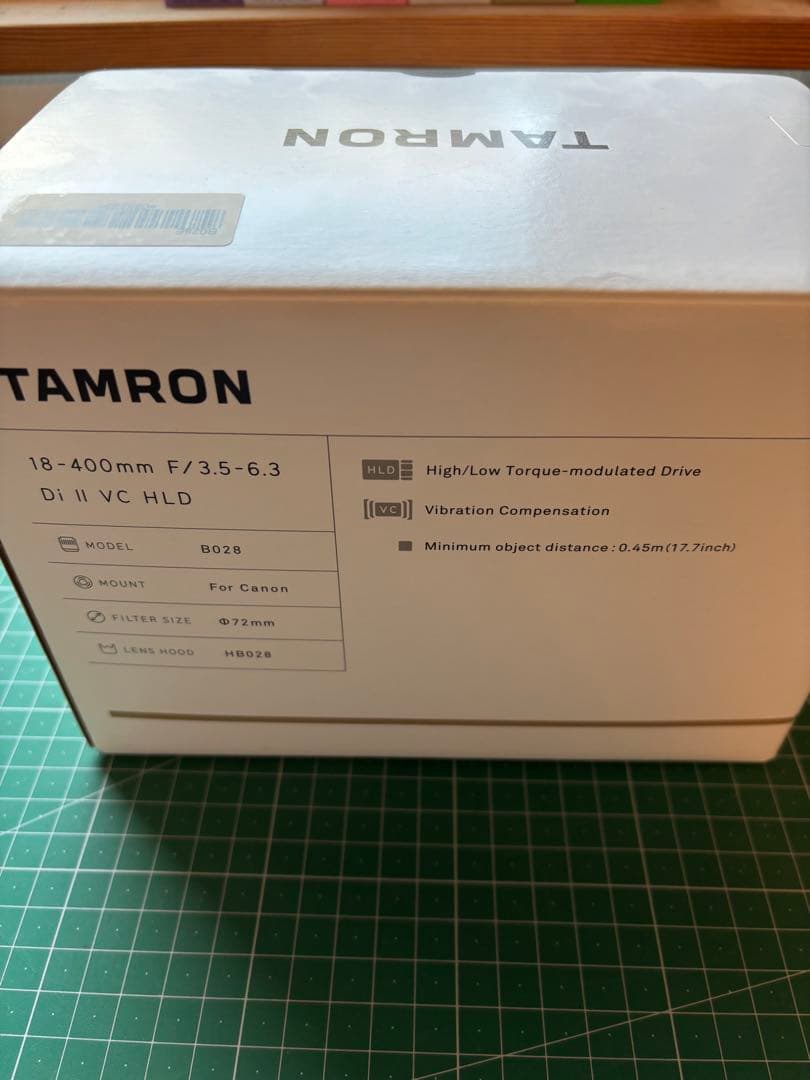 TAMRON
TAMRON
18-400mm F/3.5-6.3
Di II VC HLD
MODEL B028
MOUNT For Canon
FILTER SIZE Φ72mm
LENS HOOD HB028
HLD High/Low Torque-modulated Drive
VC Vibration Compensation
Minimum object distance : 0.45m (17.7inch)